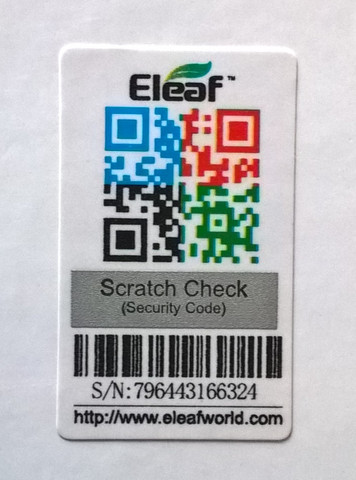 Eleaf™
Scratch Check
(Security Code)
S/N:796443166324
http://www.eleafworld.com